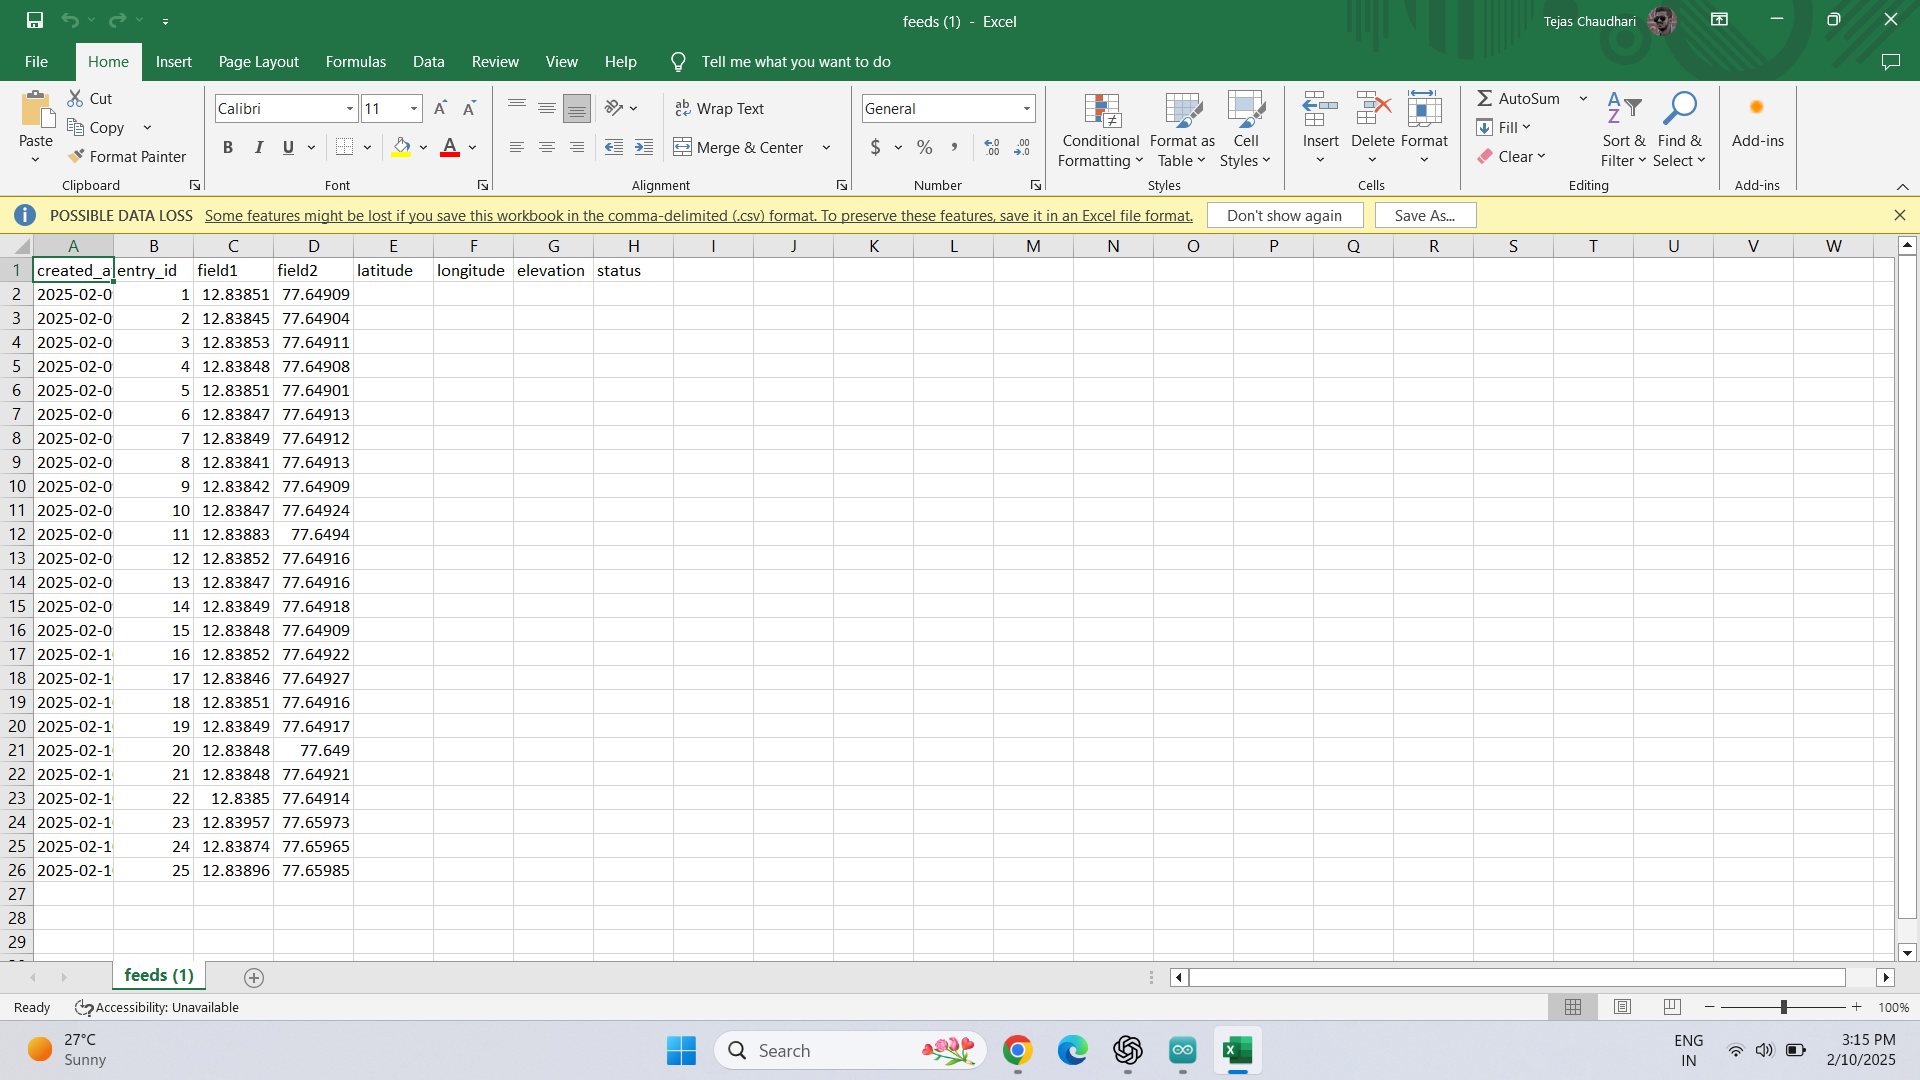 feeds (1) - Excel
Tejas Chaudhari
File Home Insert Page Layout Formulas Data Review View Help Tell me what you want to do
Paste
Cut
Copy
Format Painter
Clipboard
Calibri 11
B I U A
Font
Wrap Text
Merge & Center
Alignment
General
$ % ,
Number
Conditional Formatting
Format as Table
Cell Styles
Styles
Insert Delete Format
Cells
AutoSum
Fill
Clear
Sort & Filter
Find & Select
Editing
Add-ins
Add-ins
POSSIBLE DATA LOSS Some features might be lost if you save this workbook in the comma-delimited (.csv) format. To preserve these features, save it in an Excel file format. Don't show again Save As...
A B C D E F G H I J K L M N O P Q R S T U V W
1 created_a entry_id field1 field2 latitude longitude elevation status
2 2025-02-0 1 12.83851 77.64909
3 2025-02-0 2 12.83845 77.64904
4 2025-02-0 3 12.83853 77.64911
5 2025-02-0 4 12.83848 77.64908
6 2025-02-0 5 12.83851 77.64901
7 2025-02-0 6 12.83847 77.64913
8 2025-02-0 7 12.83849 77.64912
9 2025-02-0 8 12.83841 77.64913
10 2025-02-0 9 12.83842 77.64909
11 2025-02-0 10 12.83847 77.64924
12 2025-02-0 11 12.83883 77.6494
13 2025-02-0 12 12.83852 77.64916
14 2025-02-0 13 12.83847 77.64916
15 2025-02-0 14 12.83849 77.64918
16 2025-02-0 15 12.83848 77.64909
17 2025-02-1 16 12.83852 77.64922
18 2025-02-1 17 12.83846 77.64927
19 2025-02-1 18 12.83851 77.64916
20 2025-02-1 19 12.83849 77.64917
21 2025-02-1 20 12.83848 77.649
22 2025-02-1 21 12.83848 77.64921
23 2025-02-1 22 12.8385 77.64914
24 2025-02-1 23 12.83957 77.65973
25 2025-02-1 24 12.83874 77.65965
26 2025-02-1 25 12.83896 77.65985
27
28
29
feeds (1)
Ready Accessibility: Unavailable 100%
27°C
Sunny
Search
ENG
IN
3:15 PM
2/10/2025